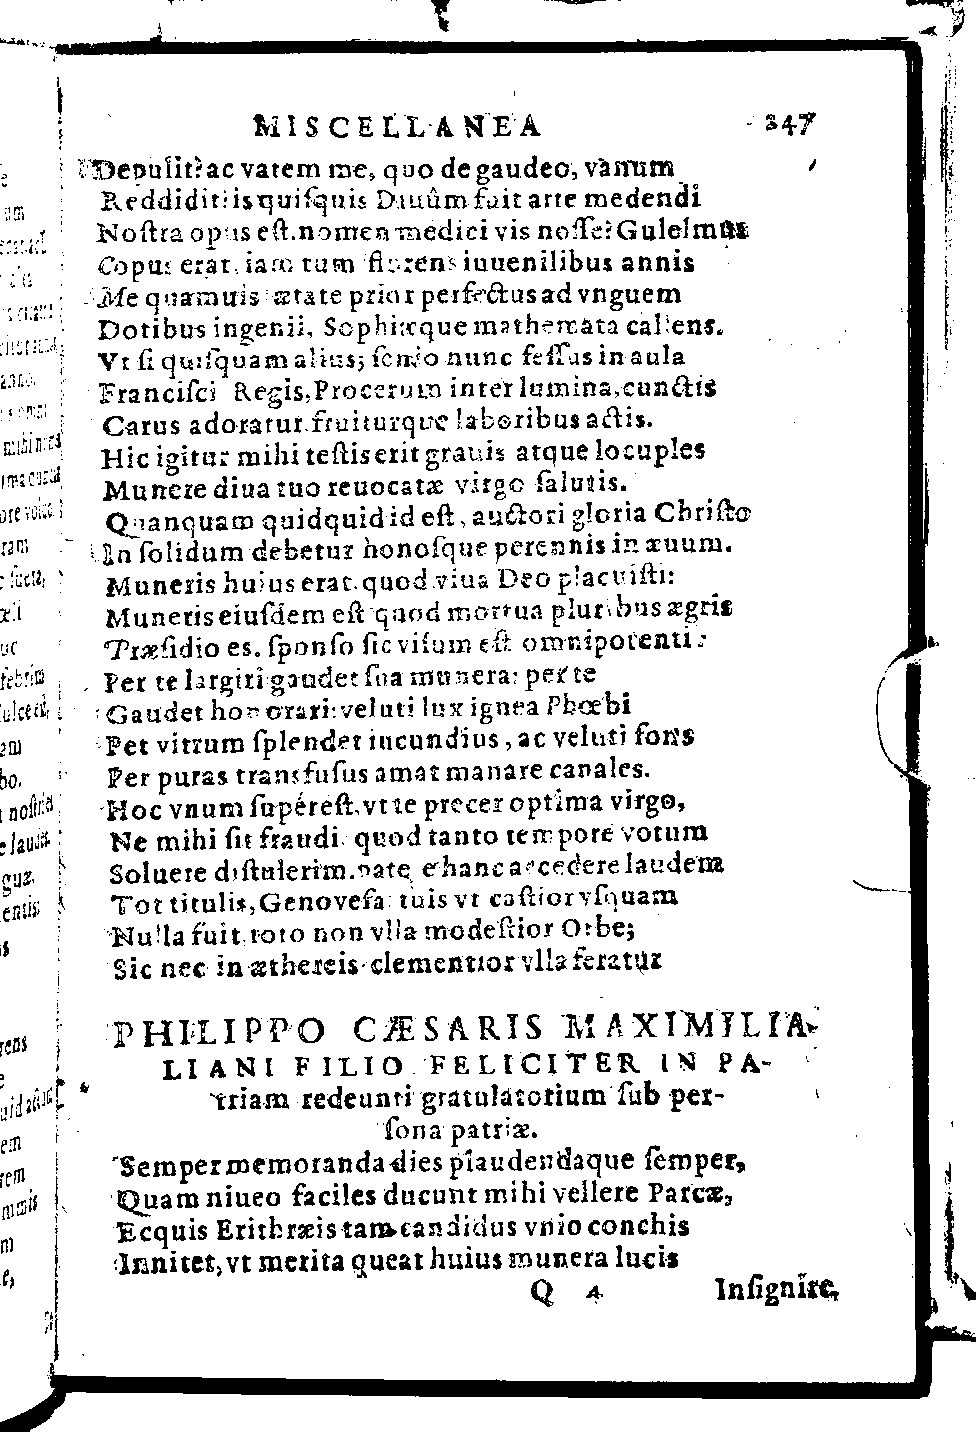 MISCELLANEA 247
Depulit? ac vatem me, quo de gaudeo, vanum
Reddidit? is quiſquis Diuûm fuit arte medendi
Noſtra opus eſt. nomen medici vis noſſe? Gulelmus
Copus erat, iam tum florens iuuenilibus annis
Me quamuis ætate prior perfectus ad vnguem
Dotibus ingenii, Sophiæque mathemata callens.
Vt ſi quiſquam alius; ſenio nunc feſſus in aula
Franciſci Regis, Procerum inter lumina, cunctis
Carus adoratur. fruiturque laboribus actis.
Hic igitur mihi teſtis erit grauis atque locuples
Munere diua tuo reuocatæ virgo ſalutis.
Quanquam quidquid id eſt, auctori gloria Chriſto
In ſolidum debetur honoſque perennis in æuum.
Muneris huius erat. quod viua Deo placuiſti:
Muneris eiuſdem eſt quod mortua pluribus ægris
Præſidio es. ſponſo ſic viſum eſt omnipotenti:
Per te largiri gaudet ſua munera: per te
Gaudet honorari: veluti lux ignea Phœbi
Per vitrum ſplendet iucundius, ac veluti fons
Per puras transfuſus amat manare canales.
Hoc vnum ſupereſt, vt te precer optima virgo,
Ne mihi ſit fraudi quod tanto tempore votum
Soluere diſtulerim. pate, & hanc accedere laudem
Tot titulis, Genoveſa tuis vt caſtior vſquam
Nulla fuit toto non vlla modeſtior Orbe;
Sic nec in æthereis clementior vlla feratur
PHILIPPO CÆSARIS MAXIMILIA-
LIANI FILIO FELICITER IN PA-
triam redeunti gratulatorium ſub per-
ſona patriæ.
Semper memoranda dies plaudendaque ſemper,
Quam niueo faciles ducunt mihi vellere Parcæ,
Ecquis Erithræis tam candidus vnio conchis
Innitet, vt merita queat huius munera lucis
Q 4 Inſignire,